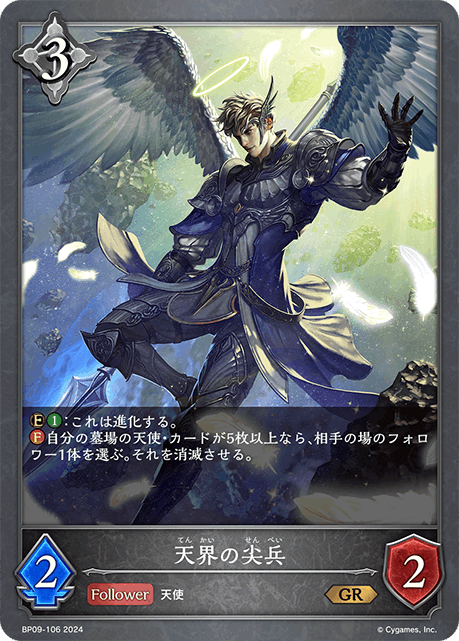 3
E 1:これは進化する。
F 自分の墓場の天使・カードが5枚以上なら、相手の場のフォロ
ワー1体を選ぶ。それを消滅させる。
てん かい せん ぺい
天界の尖兵
2 Follower 天使 GR 2
BP09-106 2024 © Cygames, Inc.